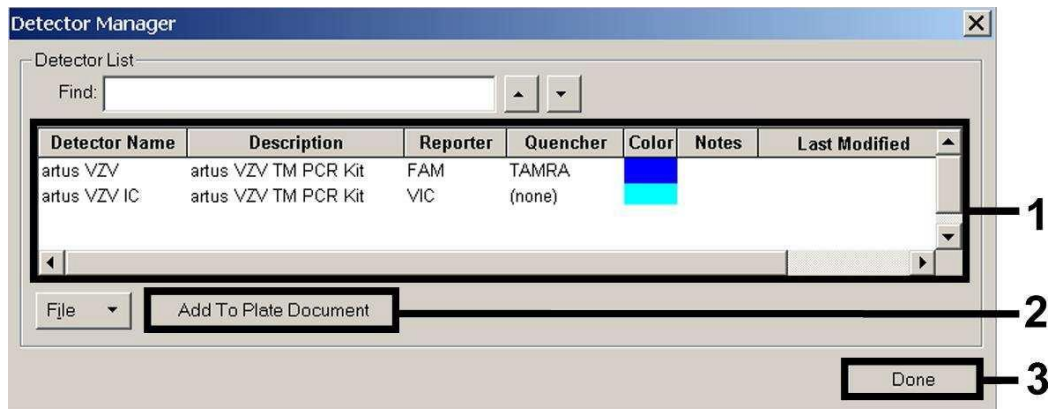 Detector Manager
Detector List
Find:
Detector Name Description Reporter Quencher Color Notes Last Modified
artus VZV artus VZV TM PCR Kit FAM TAMRA
artus VZV IC artus VZV TM PCR Kit VIC (none)
1
File Add To Plate Document
2
Done
3